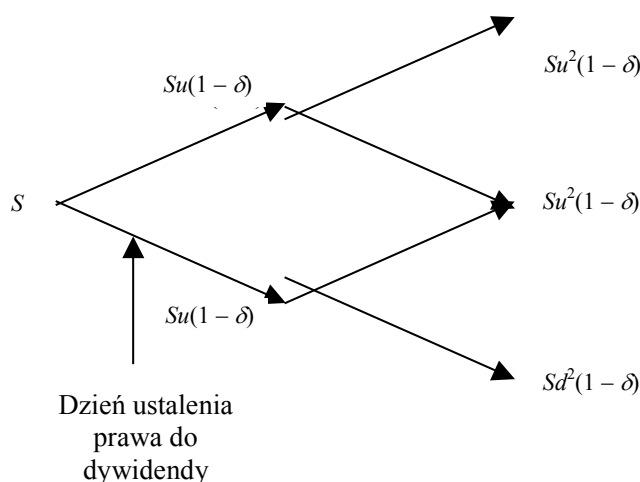 Su²(1 – δ)
Su(1 – δ)
S
Su²(1 – δ)
Su(1 – δ)
Sd²(1 – δ)
Dzień ustalenia
prawa do
dywidendy